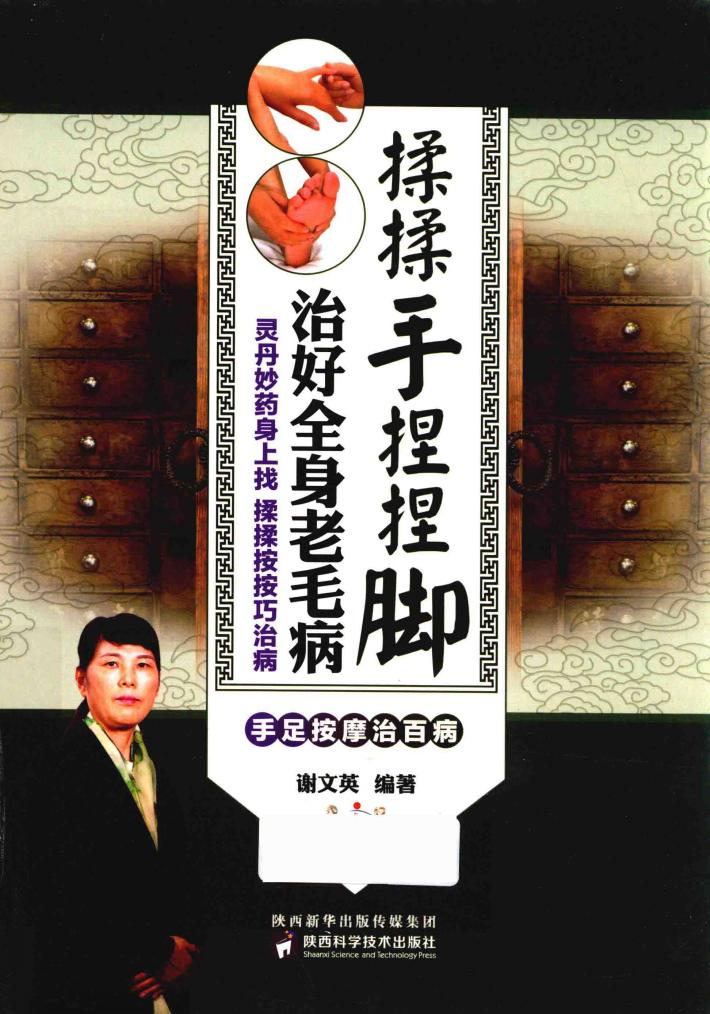 揉揉手捏捏脚
治好全身老毛病
灵丹妙药身上找 揉揉按按巧治病
手足按摩治百病
谢文英 编著
陕西新华出版传媒集团
陕西科学技术出版社
Shaanxi Science and Technology Press